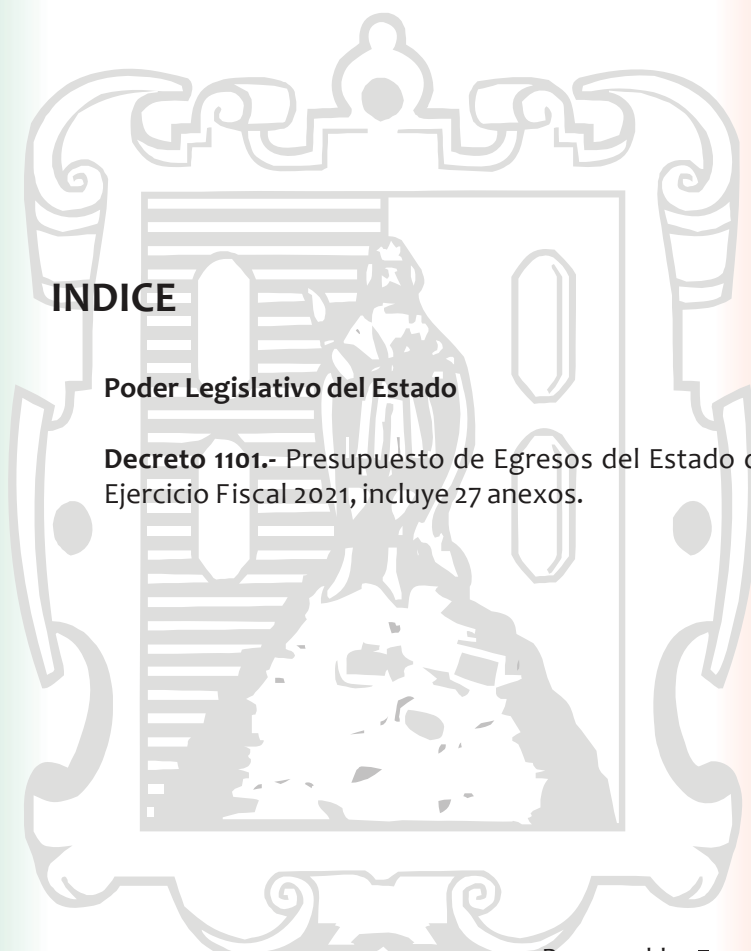 INDICE
Poder Legislativo del Estado
Decreto 1101.- Presupuesto de Egresos del Estado
Ejercicio Fiscal 2021, incluye 27 anexos.